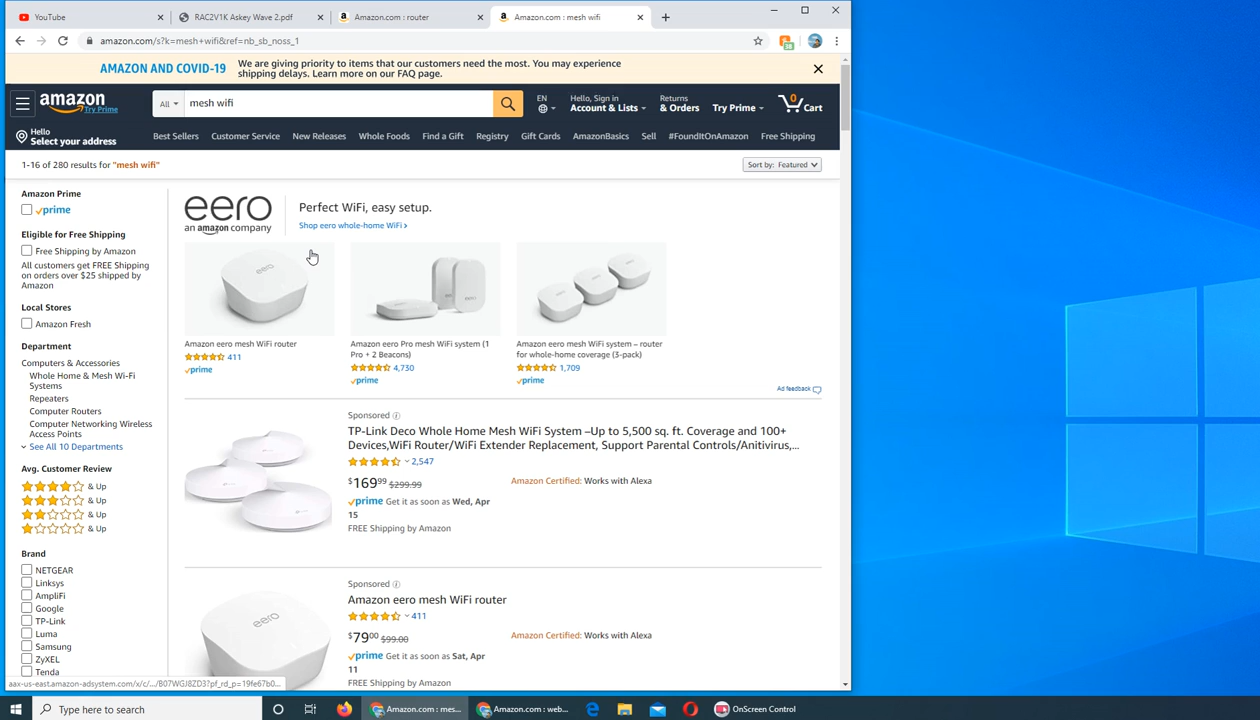 YouTube
RAC2V1K Askey Wave 2.pdf
Amazon.com : router
Amazon.com : mesh wifi
amazon.com/s?k=mesh+wifi&ref=nb_sb_noss_1
38
AMAZON AND COVID-19
We are giving priority to items that our customers need the most. You may experience
shipping delays. Learn more on our FAQ page.
amazon
Try Prime
All
mesh wifi
EN
Hello, Sign in
Account & Lists
Returns
& Orders
Try Prime
0
Cart
Hello
Select your address
Best Sellers
Customer Service
New Releases
Whole Foods
Find a Gift
Registry
Gift Cards
AmazonBasics
Sell
#FoundItOnAmazon
Free Shipping
1-16 of 280 results for "mesh wifi"
Sort by: Featured
Amazon Prime
prime
Eligible for Free Shipping
Free Shipping by Amazon
All customers get FREE Shipping
on orders over $25 shipped by
Amazon
Local Stores
Amazon Fresh
Department
Computers & Accessories
Whole Home & Mesh Wi-Fi
Systems
Repeaters
Computer Routers
Computer Networking Wireless
Access Points
See All 10 Departments
Avg. Customer Review
& Up
& Up
& Up
& Up
Brand
NETGEAR
Linksys
AmpliFi
Google
TP-Link
Luma
Samsung
ZyXEL
Tenda
eero
an amazon company
Perfect WiFi, easy setup.
Shop eero whole-home WiFi ›
eero
Amazon eero mesh WiFi router
411
prime
eero
Amazon eero Pro mesh WiFi system (1
Pro + 2 Beacons)
4,730
prime
Amazon eero mesh WiFi system – router
for whole-home coverage (3-pack)
1,709
prime
Ad feedback
Sponsored
TP-Link Deco Whole Home Mesh WiFi System –Up to 5,500 sq. ft. Coverage and 100+
Devices,WiFi Router/WiFi Extender Replacement, Support Parental Controls/Anitivirus,...
2,547
$169.99 $299.99
Amazon Certified: Works with Alexa
prime Get it as soon as Wed, Apr
15
FREE Shipping by Amazon
Sponsored
Amazon eero mesh WiFi router
411
eero
$79.00 $99.00
Amazon Certified: Works with Alexa
prime Get it as soon as Sat, Apr
11
FREE Shipping by Amazon
aax-us-east.amazon-adsystem.com/x/c/.../B07WGJ8ZD3?pf_rd_p=19fe67b0...
Type here to search
Amazon.com : mes...
Amazon.com : web...
OnScreen Control